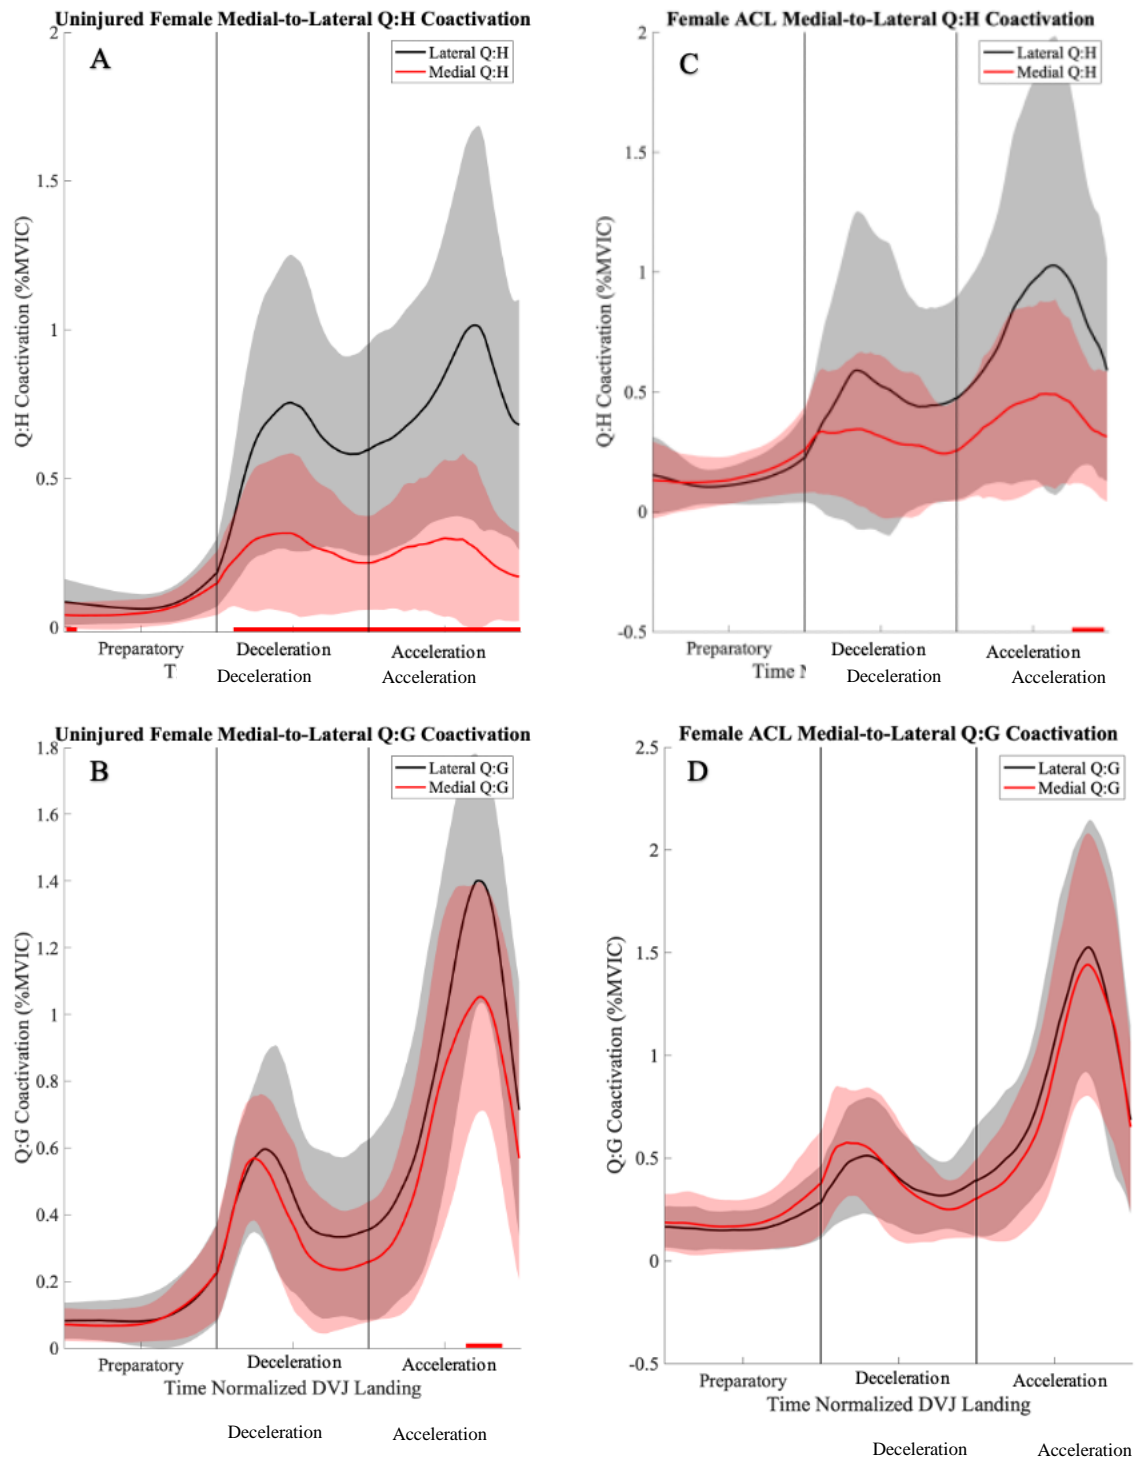 Uninjured Female Medial-to-Lateral Q:H Coactivation
A
Lateral Q:H
Medial Q:H
2
1.5
1
0.5
0
Q:H Coactivation (%MVIC)
Preparatory
Deceleration
Acceleration
T
Deceleration
Acceleration
Female ACL Medial-to-Lateral Q:H Coactivation
C
Lateral Q:H
Medial Q:H
2
1.5
1
0.5
0
-0.5
Q:H Coactivation (%MVIC)
Preparatory
Deceleration
Acceleration
Time
Deceleration
Acceleration
Uninjured Female Medial-to-Lateral Q:G Coactivation
B
Lateral Q:G
Medial Q:G
1.8
1.6
1.4
1.2
1
0.8
0.6
0.4
0.2
0
Q:G Coactivation (%MVIC)
Preparatory
Deceleration
Acceleration
Time Normalized DVJ Landing
Deceleration
Acceleration
Female ACL Medial-to-Lateral Q:G Coactivation
D
Lateral Q:G
Medial Q:G
2.5
2
1.5
1
0.5
0
-0.5
Q:G Coactivation (%MVIC)
Preparatory
Deceleration
Acceleration
Time Normalized DVJ Landing
Deceleration
Acceleration